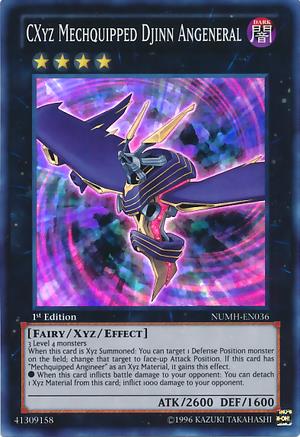 CXyz Mechquipped Djinn Angeneral
DARK
闇
1st Edition
NUMH-EN036
[Fairy/Xyz/Effect]
3 Level 4 monsters
When this card is Xyz Summoned: You can target 1 Defense Position monster
on the field; change that target to face-up Attack Position. If this card has
"Mechquipped Angineer" as an Xyz Material, it gains this effect.
● When this card inflicts battle damage to your opponent: You can detach
1 Xyz Material from this card; inflict 1000 damage to your opponent.
ATK/2600 DEF/1600
41309158
©1996 KAZUKI TAKAHASHI